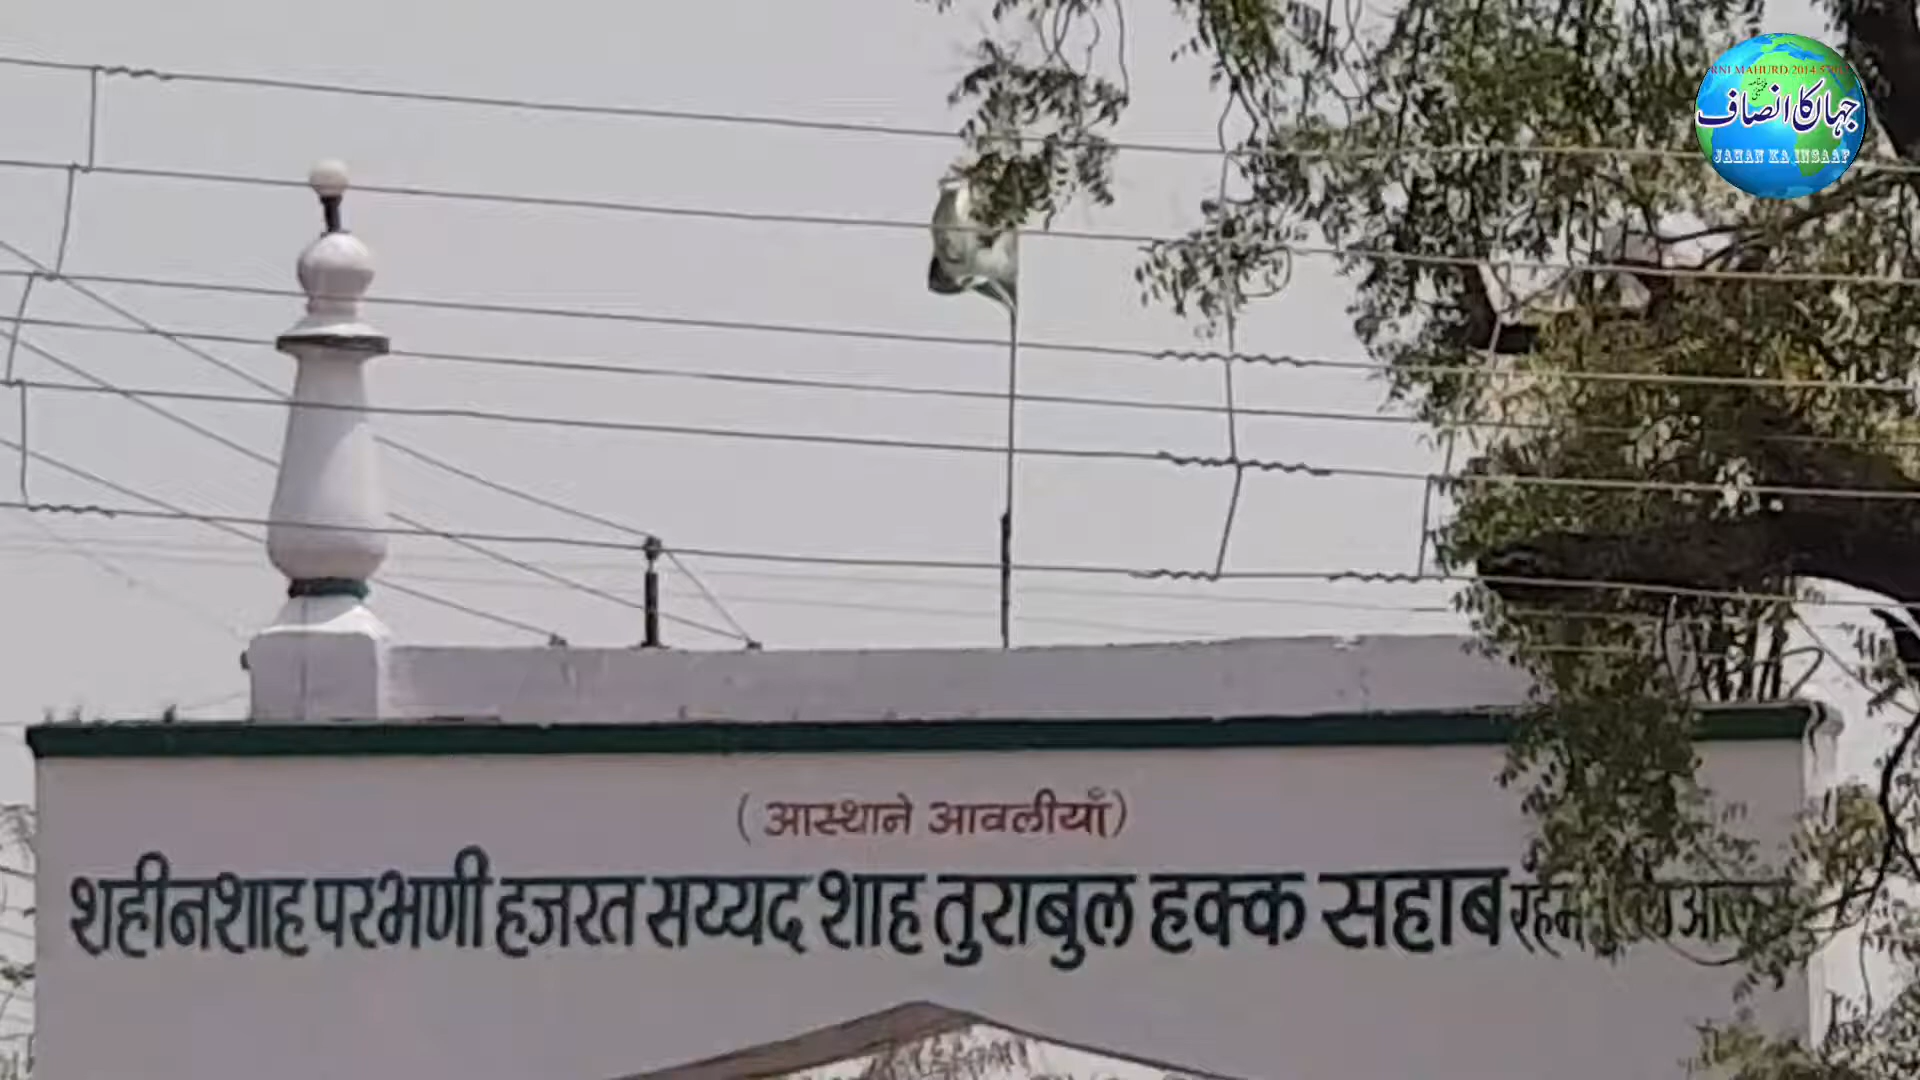 جہاں کا انصاف
JAHAN KA INSAAF
(आस्थाने आवलीयाँ)
शहीनशाह परभणी हजरत सय्यद शाह तुराबुल हक्क सहाब